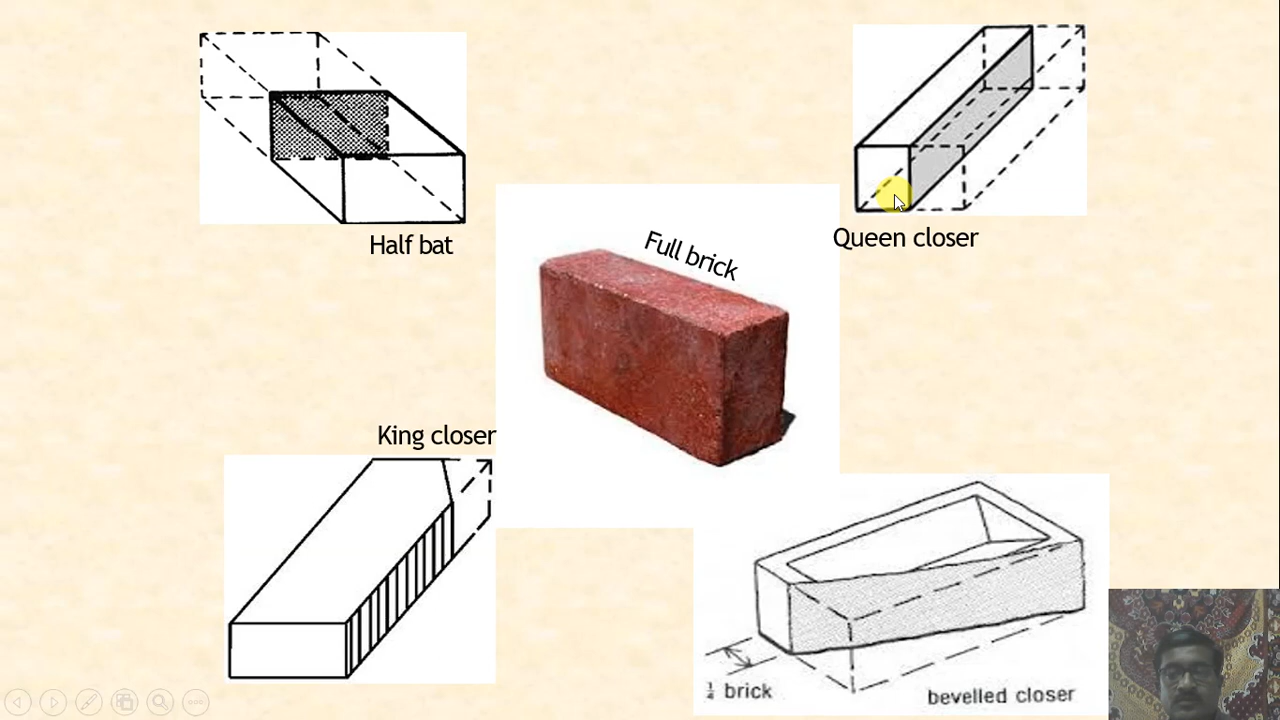 Half bat
Queen closer
Full brick
King closer
¼ brick
bevelled closer